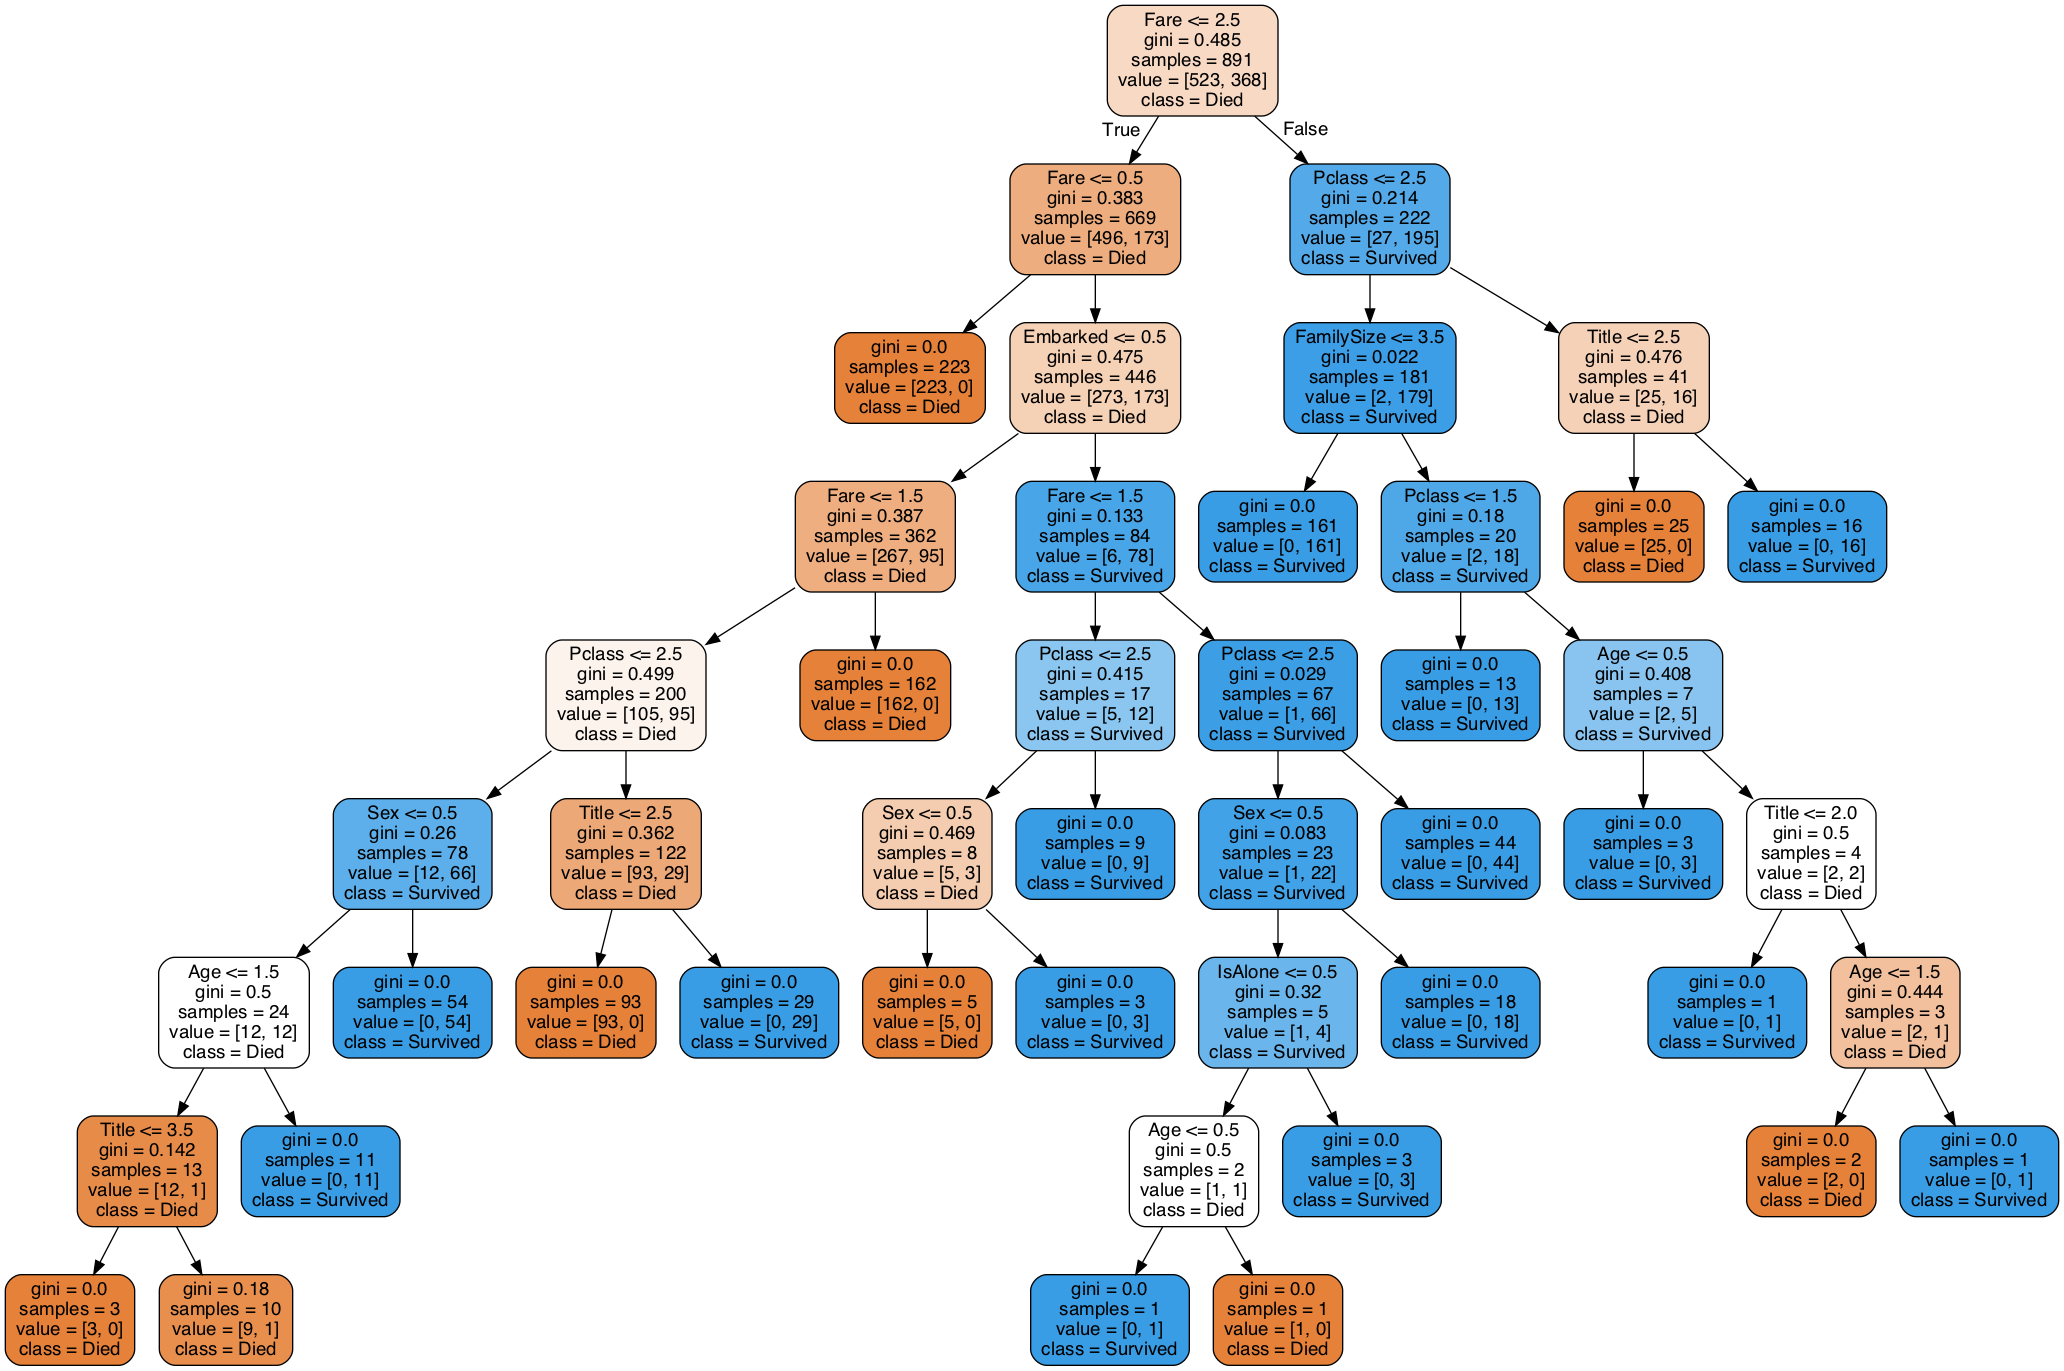 Fare <= 2.5
gini = 0.485
samples = 891
value = [523, 368]
class = Died
True
False
Fare <= 0.5
gini = 0.383
samples = 669
value = [496, 173]
class = Died
Pclass <= 2.5
gini = 0.214
samples = 222
value = [27, 195]
class = Survived
gini = 0.0
samples = 223
value = [223, 0]
class = Died
Embarked <= 0.5
gini = 0.475
samples = 446
value = [273, 173]
class = Died
FamilySize <= 3.5
gini = 0.022
samples = 181
value = [2, 179]
class = Survived
Title <= 2.5
gini = 0.476
samples = 41
value = [25, 16]
class = Died
Fare <= 1.5
gini = 0.387
samples = 362
value = [267, 95]
class = Died
Fare <= 1.5
gini = 0.133
samples = 84
value = [6, 78]
class = Survived
gini = 0.0
samples = 161
value = [0, 161]
class = Survived
Pclass <= 1.5
gini = 0.18
samples = 20
value = [2, 18]
class = Survived
gini = 0.0
samples = 25
value = [25, 0]
class = Died
gini = 0.0
samples = 16
value = [0, 16]
class = Survived
Pclass <= 2.5
gini = 0.499
samples = 200
value = [105, 95]
class = Died
gini = 0.0
samples = 162
value = [162, 0]
class = Died
Pclass <= 2.5
gini = 0.415
samples = 17
value = [5, 12]
class = Survived
Pclass <= 2.5
gini = 0.029
samples = 67
value = [1, 66]
class = Survived
gini = 0.0
samples = 13
value = [0, 13]
class = Survived
Age <= 0.5
gini = 0.408
samples = 7
value = [2, 5]
class = Survived
Sex <= 0.5
gini = 0.26
samples = 78
value = [12, 66]
class = Survived
Title <= 2.5
gini = 0.362
samples = 122
value = [93, 29]
class = Died
Sex <= 0.5
gini = 0.469
samples = 8
value = [5, 3]
class = Died
gini = 0.0
samples = 9
value = [0, 9]
class = Survived
Sex <= 0.5
gini = 0.083
samples = 23
value = [1, 22]
class = Survived
gini = 0.0
samples = 44
value = [0, 44]
class = Survived
gini = 0.0
samples = 3
value = [0, 3]
class = Survived
Title <= 2.0
gini = 0.5
samples = 4
value = [2, 2]
class = Died
Age <= 1.5
gini = 0.5
samples = 24
value = [12, 12]
class = Died
gini = 0.0
samples = 54
value = [0, 54]
class = Survived
gini = 0.0
samples = 93
value = [93, 0]
class = Died
gini = 0.0
samples = 29
value = [0, 29]
class = Survived
gini = 0.0
samples = 5
value = [5, 0]
class = Died
gini = 0.0
samples = 3
value = [0, 3]
class = Survived
IsAlone <= 0.5
gini = 0.32
samples = 5
value = [1, 4]
class = Survived
gini = 0.0
samples = 18
value = [0, 18]
class = Survived
gini = 0.0
samples = 1
value = [0, 1]
class = Survived
Age <= 1.5
gini = 0.444
samples = 3
value = [2, 1]
class = Died
Title <= 3.5
gini = 0.142
samples = 13
value = [12, 1]
class = Died
gini = 0.0
samples = 11
value = [0, 11]
class = Survived
Age <= 0.5
gini = 0.5
samples = 2
value = [1, 1]
class = Died
gini = 0.0
samples = 3
value = [0, 3]
class = Survived
gini = 0.0
samples = 2
value = [2, 0]
class = Died
gini = 0.0
samples = 1
value = [0, 1]
class = Survived
gini = 0.0
samples = 3
value = [3, 0]
class = Died
gini = 0.18
samples = 10
value = [9, 1]
class = Died
gini = 0.0
samples = 1
value = [0, 1]
class = Survived
gini = 0.0
samples = 1
value = [1, 0]
class = Died